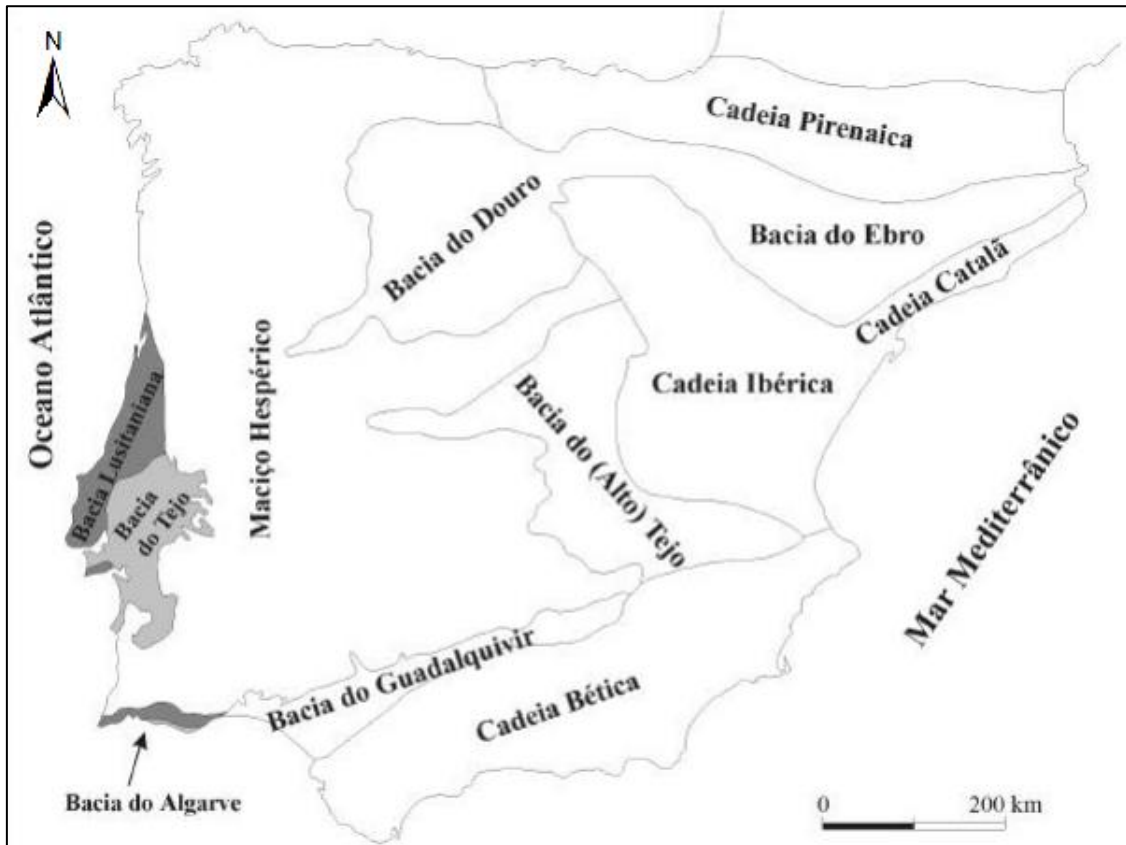 N
Cadeia Pirenaica
Oceano Atlântico
Bacia do Douro
Bacia do Ebro
Cadeia Catalã
Maciço Hespérico
Cadeia Ibérica
Bacia Lusitaniana
Bacia
do Tejo
Bacia do (Alto) Tejo
Mar Mediterrânico
Bacia do Guadalquivir
Cadeia Bética
Bacia do Algarve
0 200 km